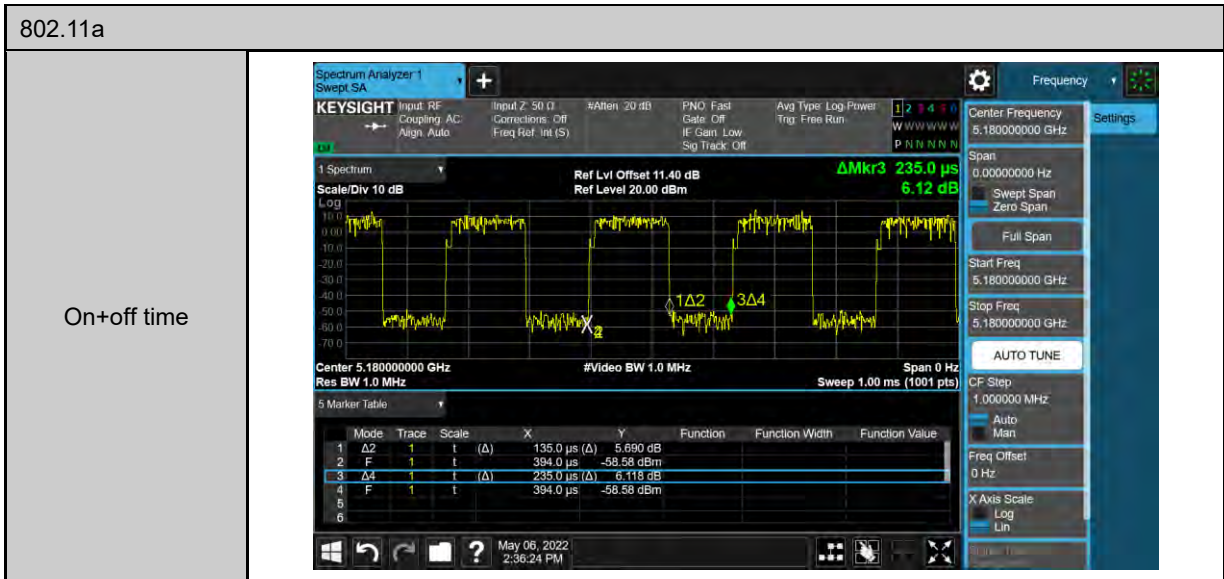 802.11a
On+off time
Spectrum Analyzer 1
Swept SA
+
Frequency
KEYSIGHT
Input: RF
Coupling: AC
Align: Auto
Input Z: 50 Ω
Corrections: Off
Freq Ref: Int (S)
#Atten: 20 dB
PNO: Fast
Gate: Off
IF Gain: Low
Sig Track: Off
Avg Type: Log-Power
Trig: Free Run
1 2 3 4 5 6
W W W W W W
P N N N N N
1 Spectrum
Scale/Div 10 dB
Log
Ref Lvl Offset 11.40 dB
Ref Level 20.00 dBm
ΔMkr3 235.0 µs
6.12 dB
10.0
0.00
-10.0
-20.0
-30.0
-40.0
-50.0
-60.0
-70.0
1Δ2
3Δ4
Center 5.180000000 GHz
Res BW 1.0 MHz
#Video BW 1.0 MHz
Span 0 Hz
Sweep 1.00 ms (1001 pts)
5 Marker Table
Mode Trace Scale X Y Function Function Width Function Value
1 Δ2 1 t (Δ) 135.0 µs (Δ) 5.690 dB
2 F 1 t 394.0 µs -58.58 dBm
3 Δ4 1 t (Δ) 235.0 µs (Δ) 6.118 dB
4 F 1 t 394.0 µs -58.58 dBm
5
6
?
May 06, 2022
2:36:24 PM
Center Frequency
5.180000000 GHz
Settings
Span
0.00000000 Hz
Swept Span
Zero Span
Full Span
Start Freq
5.180000000 GHz
Stop Freq
5.180000000 GHz
AUTO TUNE
CF Step
1.000000 MHz
Auto
Man
Freq Offset
0 Hz
X Axis Scale
Log
Lin